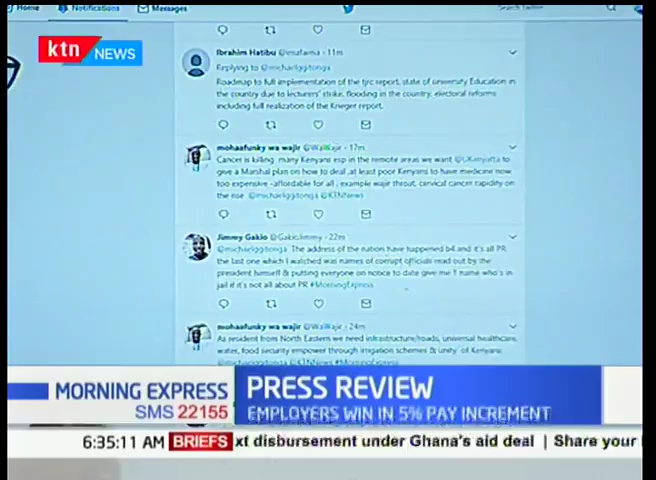 Home Notifications Messages Search Twitter
ktn NEWS
Ibrahim Hatibu @imafarma · 11m
Replying to @michaelggitonga
Roadmap to full implementation of the tjrc report, state of university Education in
the country due to lecturers' strike, flooding in the country, electoral reforms
including full realization of the Krieger report.
mohaafunky wa wajir @WaWajir · 17m
Cancer is killing many Kenyans esp in the remote areas we want @UKenyatta to
give a Marshal plan on how to deal ,at least poor Kenyans to have medicine now
too expensive -affordable for all ; example wajir throat, cervical cancer rapidity on
the rise @michaelggitonga @KTNNews
Jimmy Gakio @GakioJimmy · 22m
@michaelggitonga The address of the nation have happened b4 and it's all PR
the last one which I watched was names of corrupt officials read out by the
president himself & putting everyone on notice to date give me 1 name who's in
jail if it's not all about PR #MorningExpress
mohaafunky wa wajir @WaWajir · 24m
As resident from North Eastern we need infrastructure/roads, universal healthcare,
water, food security empower through irrigation schemes & unity of Kenyans
@michaelggitonga @KTNNews #MorningExpress
MORNING EXPRESS
SMS 22155
PRESS REVIEW
EMPLOYERS WIN IN 5% PAY INCREMENT
6:35:11 AM BRIEFS xt disbursement under Ghana's aid deal | Share your